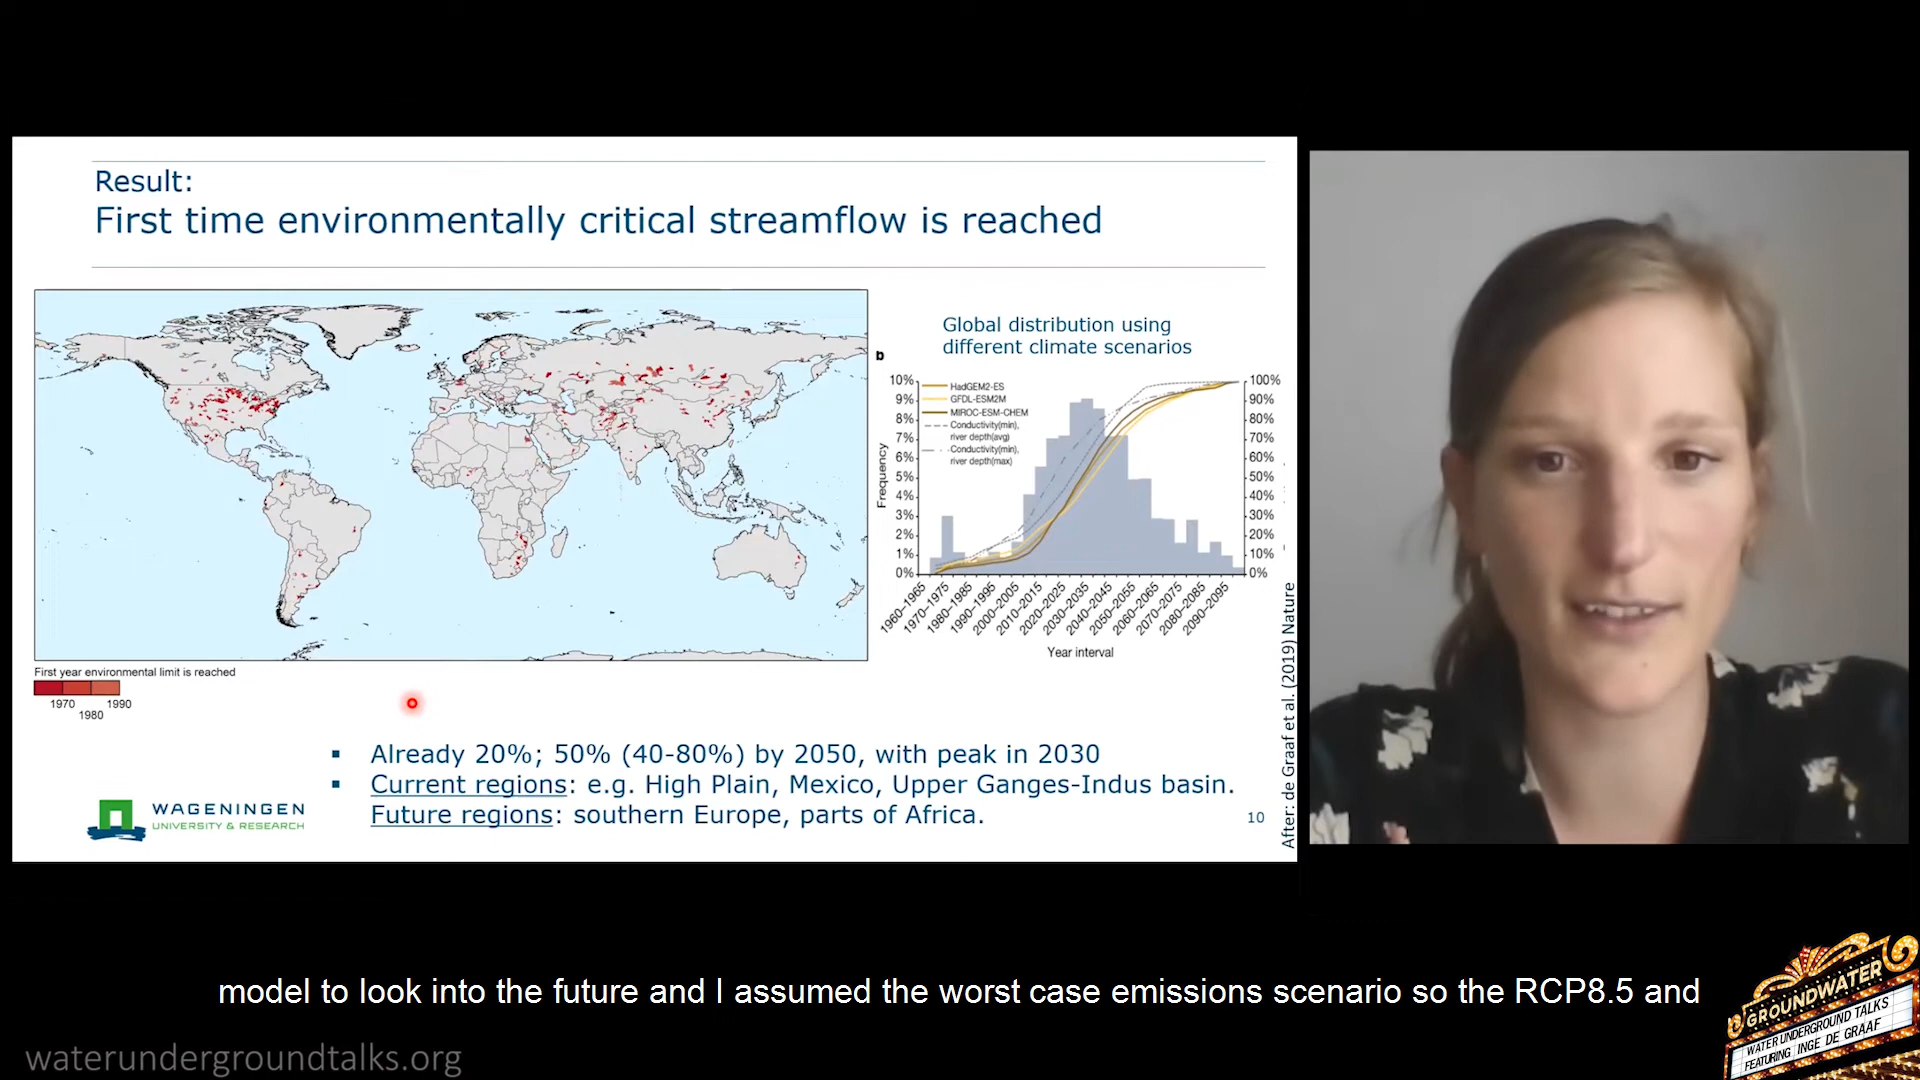 Result:
First time environmentally critical streamflow is reached
First year environmental limit is reached
1970
1990
1980
Global distribution using
different climate scenarios
b
10%
9%
8%
7%
6%
5%
4%
3%
2%
1%
0%
Frequency
HadGEM2-ES
GFDL-ESM2M
MIROC-ESM-CHEM
Conductivity(min),
river depth(avg)
Conductivity(min),
river depth(max)
100%
90%
80%
70%
60%
50%
40%
30%
20%
10%
0%
1960–1965
1970–1975
1980–1985
1990–1995
2000–2005
2010–2015
2020–2025
2030–2035
2040–2045
2050–2055
2060–2065
2070–2075
2080–2085
2090–2095
Year interval
After: de Graaf et al. (2019) Nature
▪ Already 20%; 50% (40-80%) by 2050, with peak in 2030
▪ Current regions: e.g. High Plain, Mexico, Upper Ganges-Indus basin.
Future regions: southern Europe, parts of Africa.
WAGENINGEN
UNIVERSITY & RESEARCH
10
model to look into the future and I assumed the worst case emissions scenario so the RCP8.5 and
waterundergroundtalks.org
GROUNDWATER
WATER UNDERGROUND TALKS
FEATURING INGE DE GRAAF